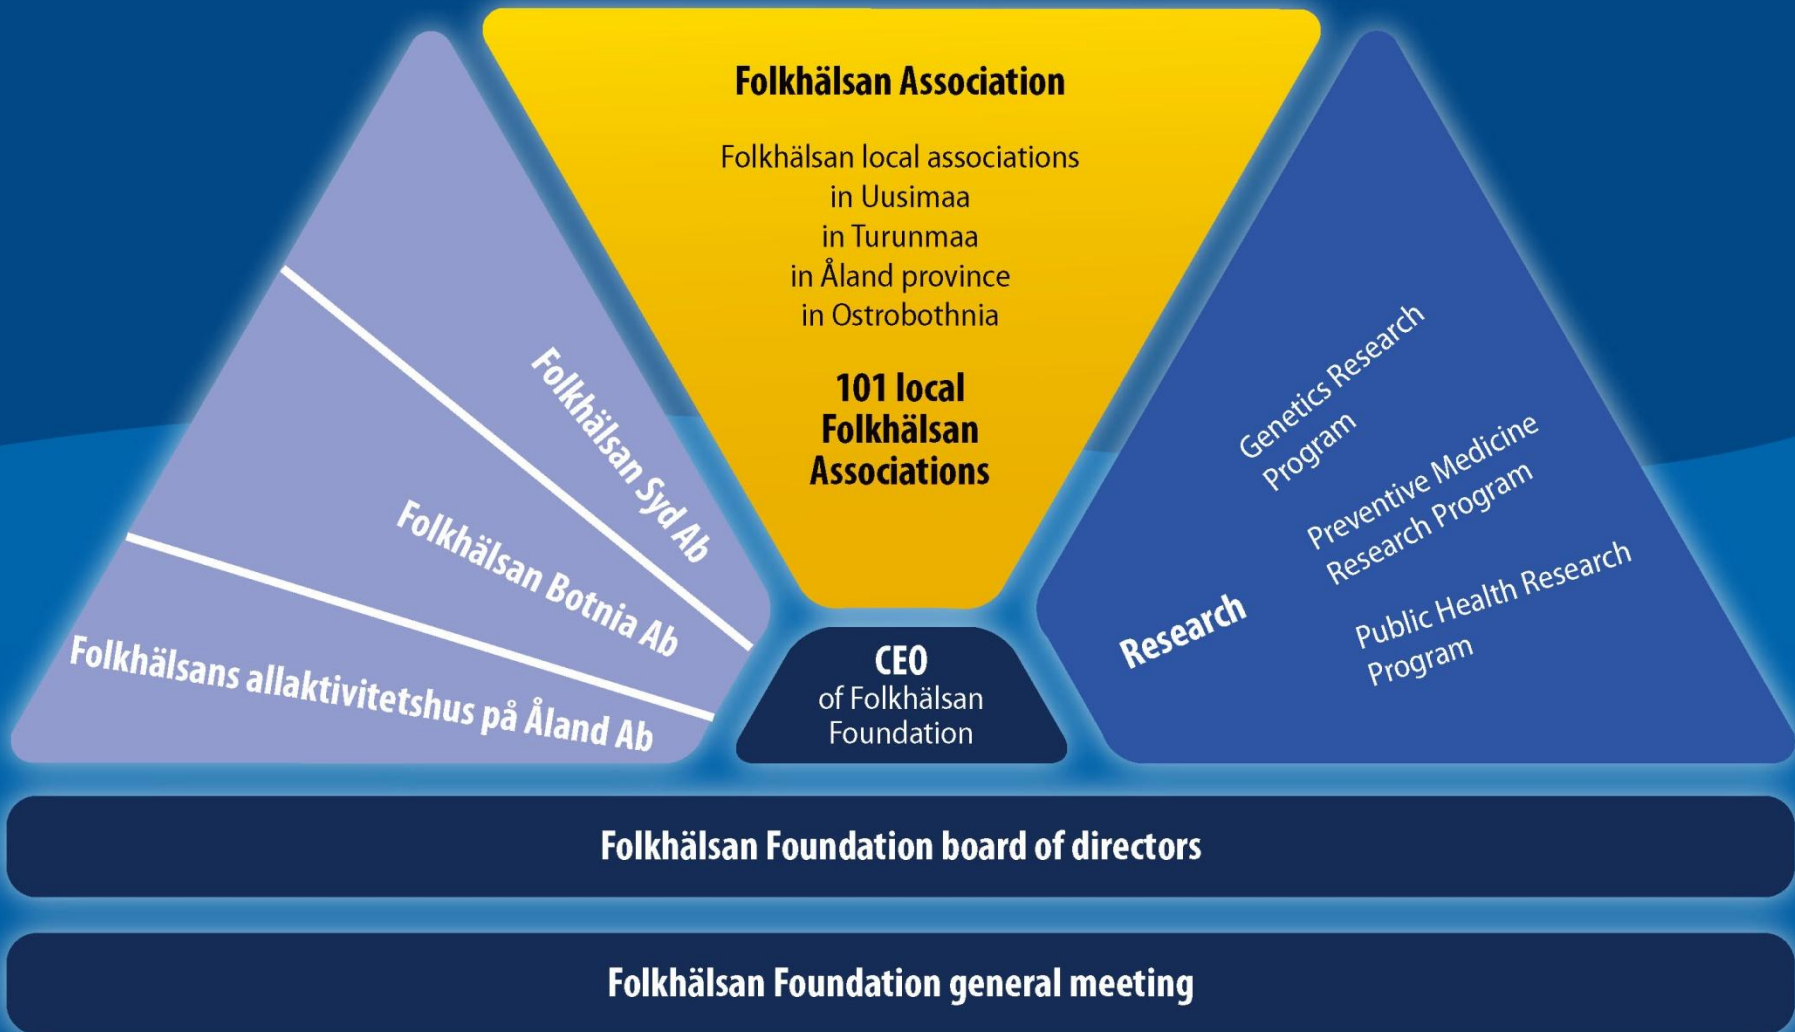 Folkhälsan Association
Folkhälsan local associations
in Uusimaa
in Turunmaa
in Åland province
in Ostrobothnia
101 local
Folkhälsan
Associations
Folkhälsan Syd Ab
Folkhälsan Botnia Ab
Folkhälsans allaktivitetshus på Åland Ab
CEO
of Folkhälsan
Foundation
Research
Genetics Research
Program
Preventive Medicine
Research Program
Public Health Research
Program
Folkhälsan Foundation board of directors
Folkhälsan Foundation general meeting